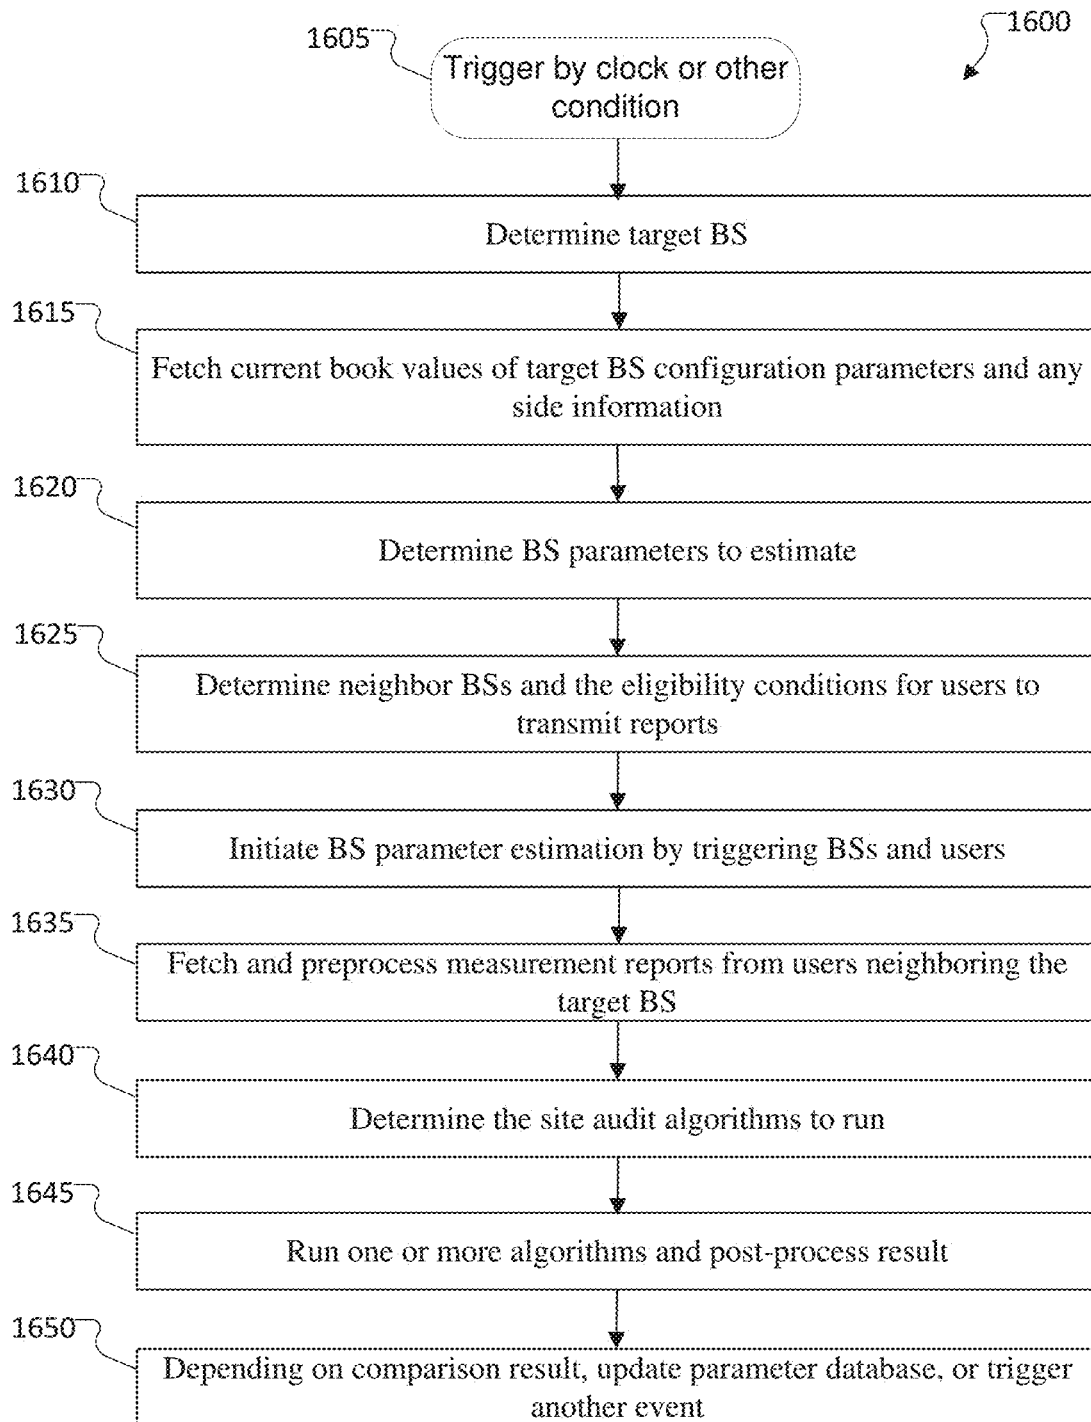 1600
1605
Trigger by clock or other
condition
1610
Determine target BS
1615
Fetch current book values of target BS configuration parameters and any
side information
1620
Determine BS parameters to estimate
1625
Determine neighbor BSs and the eligibility conditions for users to
transmit reports
1630
Initiate BS parameter estimation by triggering BSs and users
1635
Fetch and preprocess measurement reports from users neighboring the
target BS
1640
Determine the site audit algorithms to run
1645
Run one or more algorithms and post-process result
1650
Depending on comparison result, update parameter database, or trigger
another event